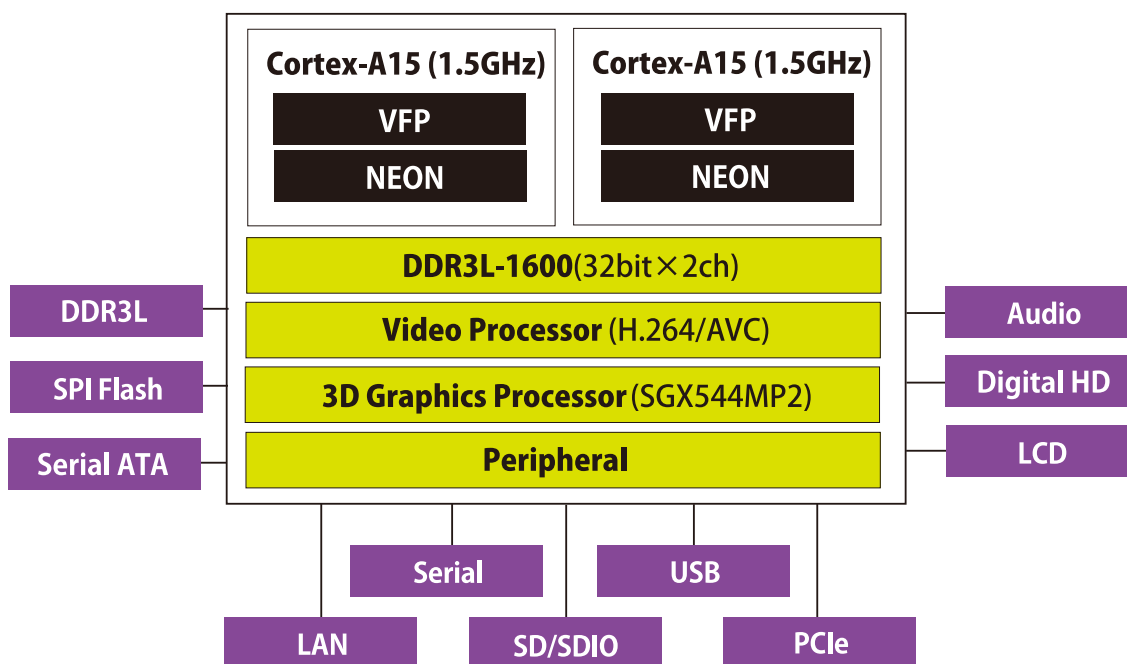 Cortex-A15 (1.5GHz)
VFP
NEON
Cortex-A15 (1.5GHz)
VFP
NEON
DDR3L-1600(32bit×2ch)
Video Processor (H.264/AVC)
3D Graphics Processor (SGX544MP2)
Peripheral
DDR3L
SPI Flash
Serial ATA
Audio
Digital HD
LCD
Serial
USB
LAN
SD/SDIO
PCIe